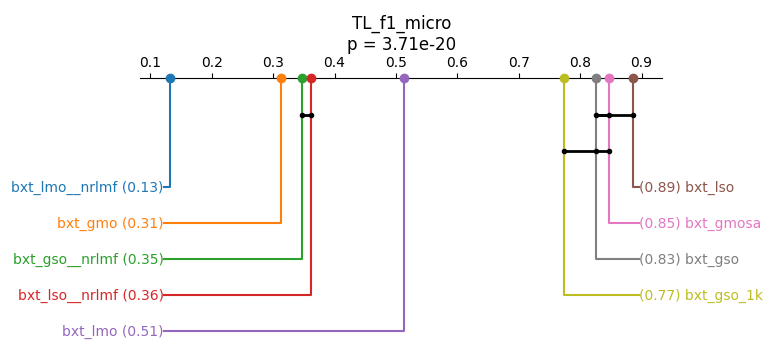 TL_f1_micro
p = 3.71e-20
0.1 0.2 0.3 0.4 0.5 0.6 0.7 0.8 0.9
bxt_lmo__nrlmf (0.13) (0.89) bxt_lso
bxt_gmo (0.31) (0.85) bxt_gmosa
bxt_gso__nrlmf (0.35) (0.83) bxt_gso
bxt_lso__nrlmf (0.36) (0.77) bxt_gso_1k
bxt_lmo (0.51)